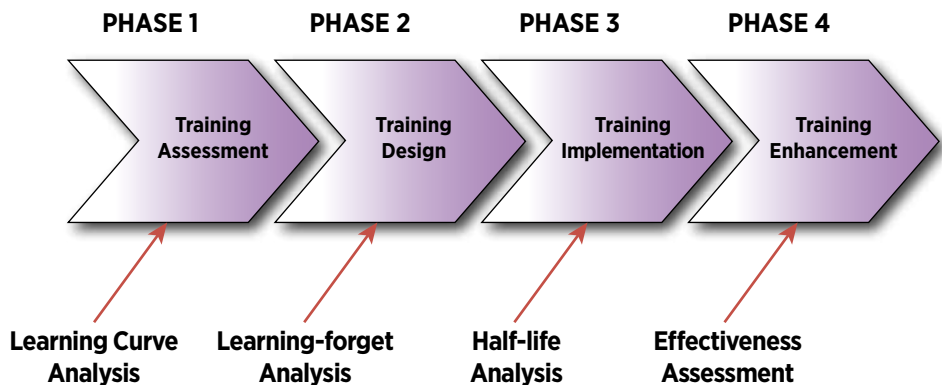 PHASE 1
PHASE 2
PHASE 3
PHASE 4
Training
Assessment
Training
Design
Training
Implementation
Training
Enhancement
Learning Curve
Analysis
Learning-forget
Analysis
Half-life
Analysis
Effectiveness
Assessment